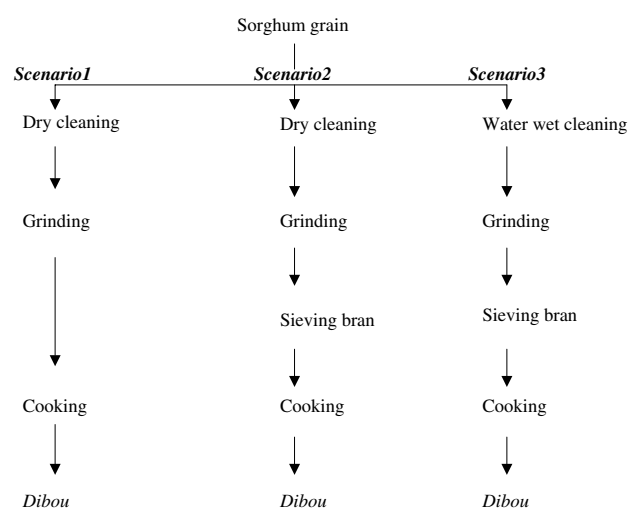 Sorghum grain
Scenario1 Scenario2 Scenario3
Dry cleaning Dry cleaning Water wet cleaning
Grinding Grinding Grinding
Sieving bran Sieving bran
Cooking Cooking Cooking
Dibou Dibou Dibou